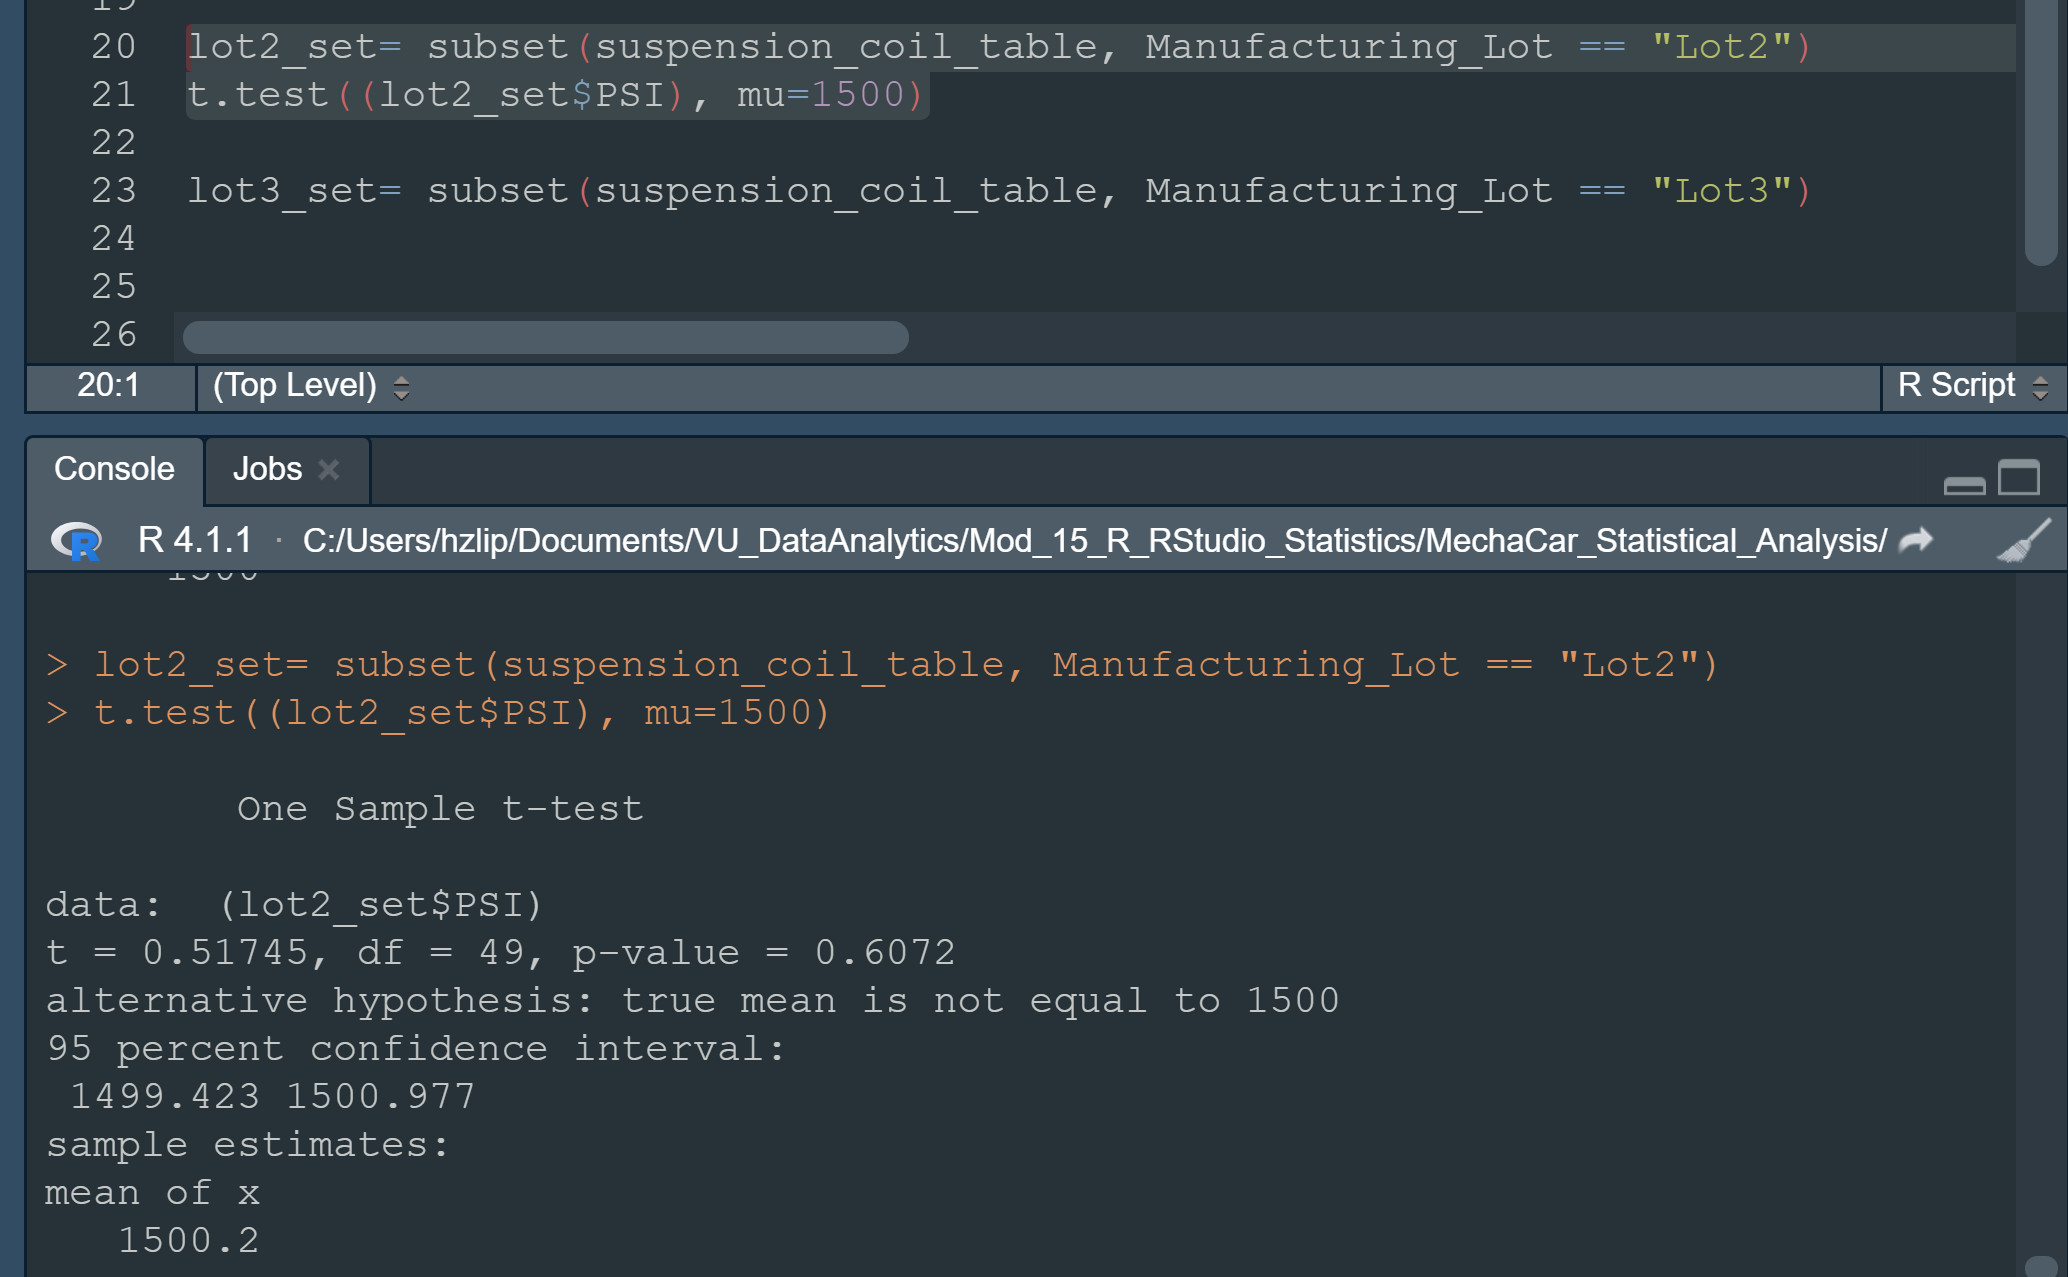 19
20 lot2_set= subset(suspension_coil_table, Manufacturing_Lot == "Lot2")
21 t.test((lot2_set$PSI), mu=1500)
22
23 lot3_set= subset(suspension_coil_table, Manufacturing_Lot == "Lot3")
24
25
26
20:1 (Top Level) R Script
Console Jobs
R R 4.1.1 · C:/Users/hzlip/Documents/VU_DataAnalytics/Mod_15_R_RStudio_Statistics/MechaCar_Statistical_Analysis/
1500
> lot2_set= subset(suspension_coil_table, Manufacturing_Lot == "Lot2")
> t.test((lot2_set$PSI), mu=1500)
One Sample t-test
data:  (lot2_set$PSI)
t = 0.51745, df = 49, p-value = 0.6072
alternative hypothesis: true mean is not equal to 1500
95 percent confidence interval:
1499.423 1500.977
sample estimates:
mean of x
1500.2